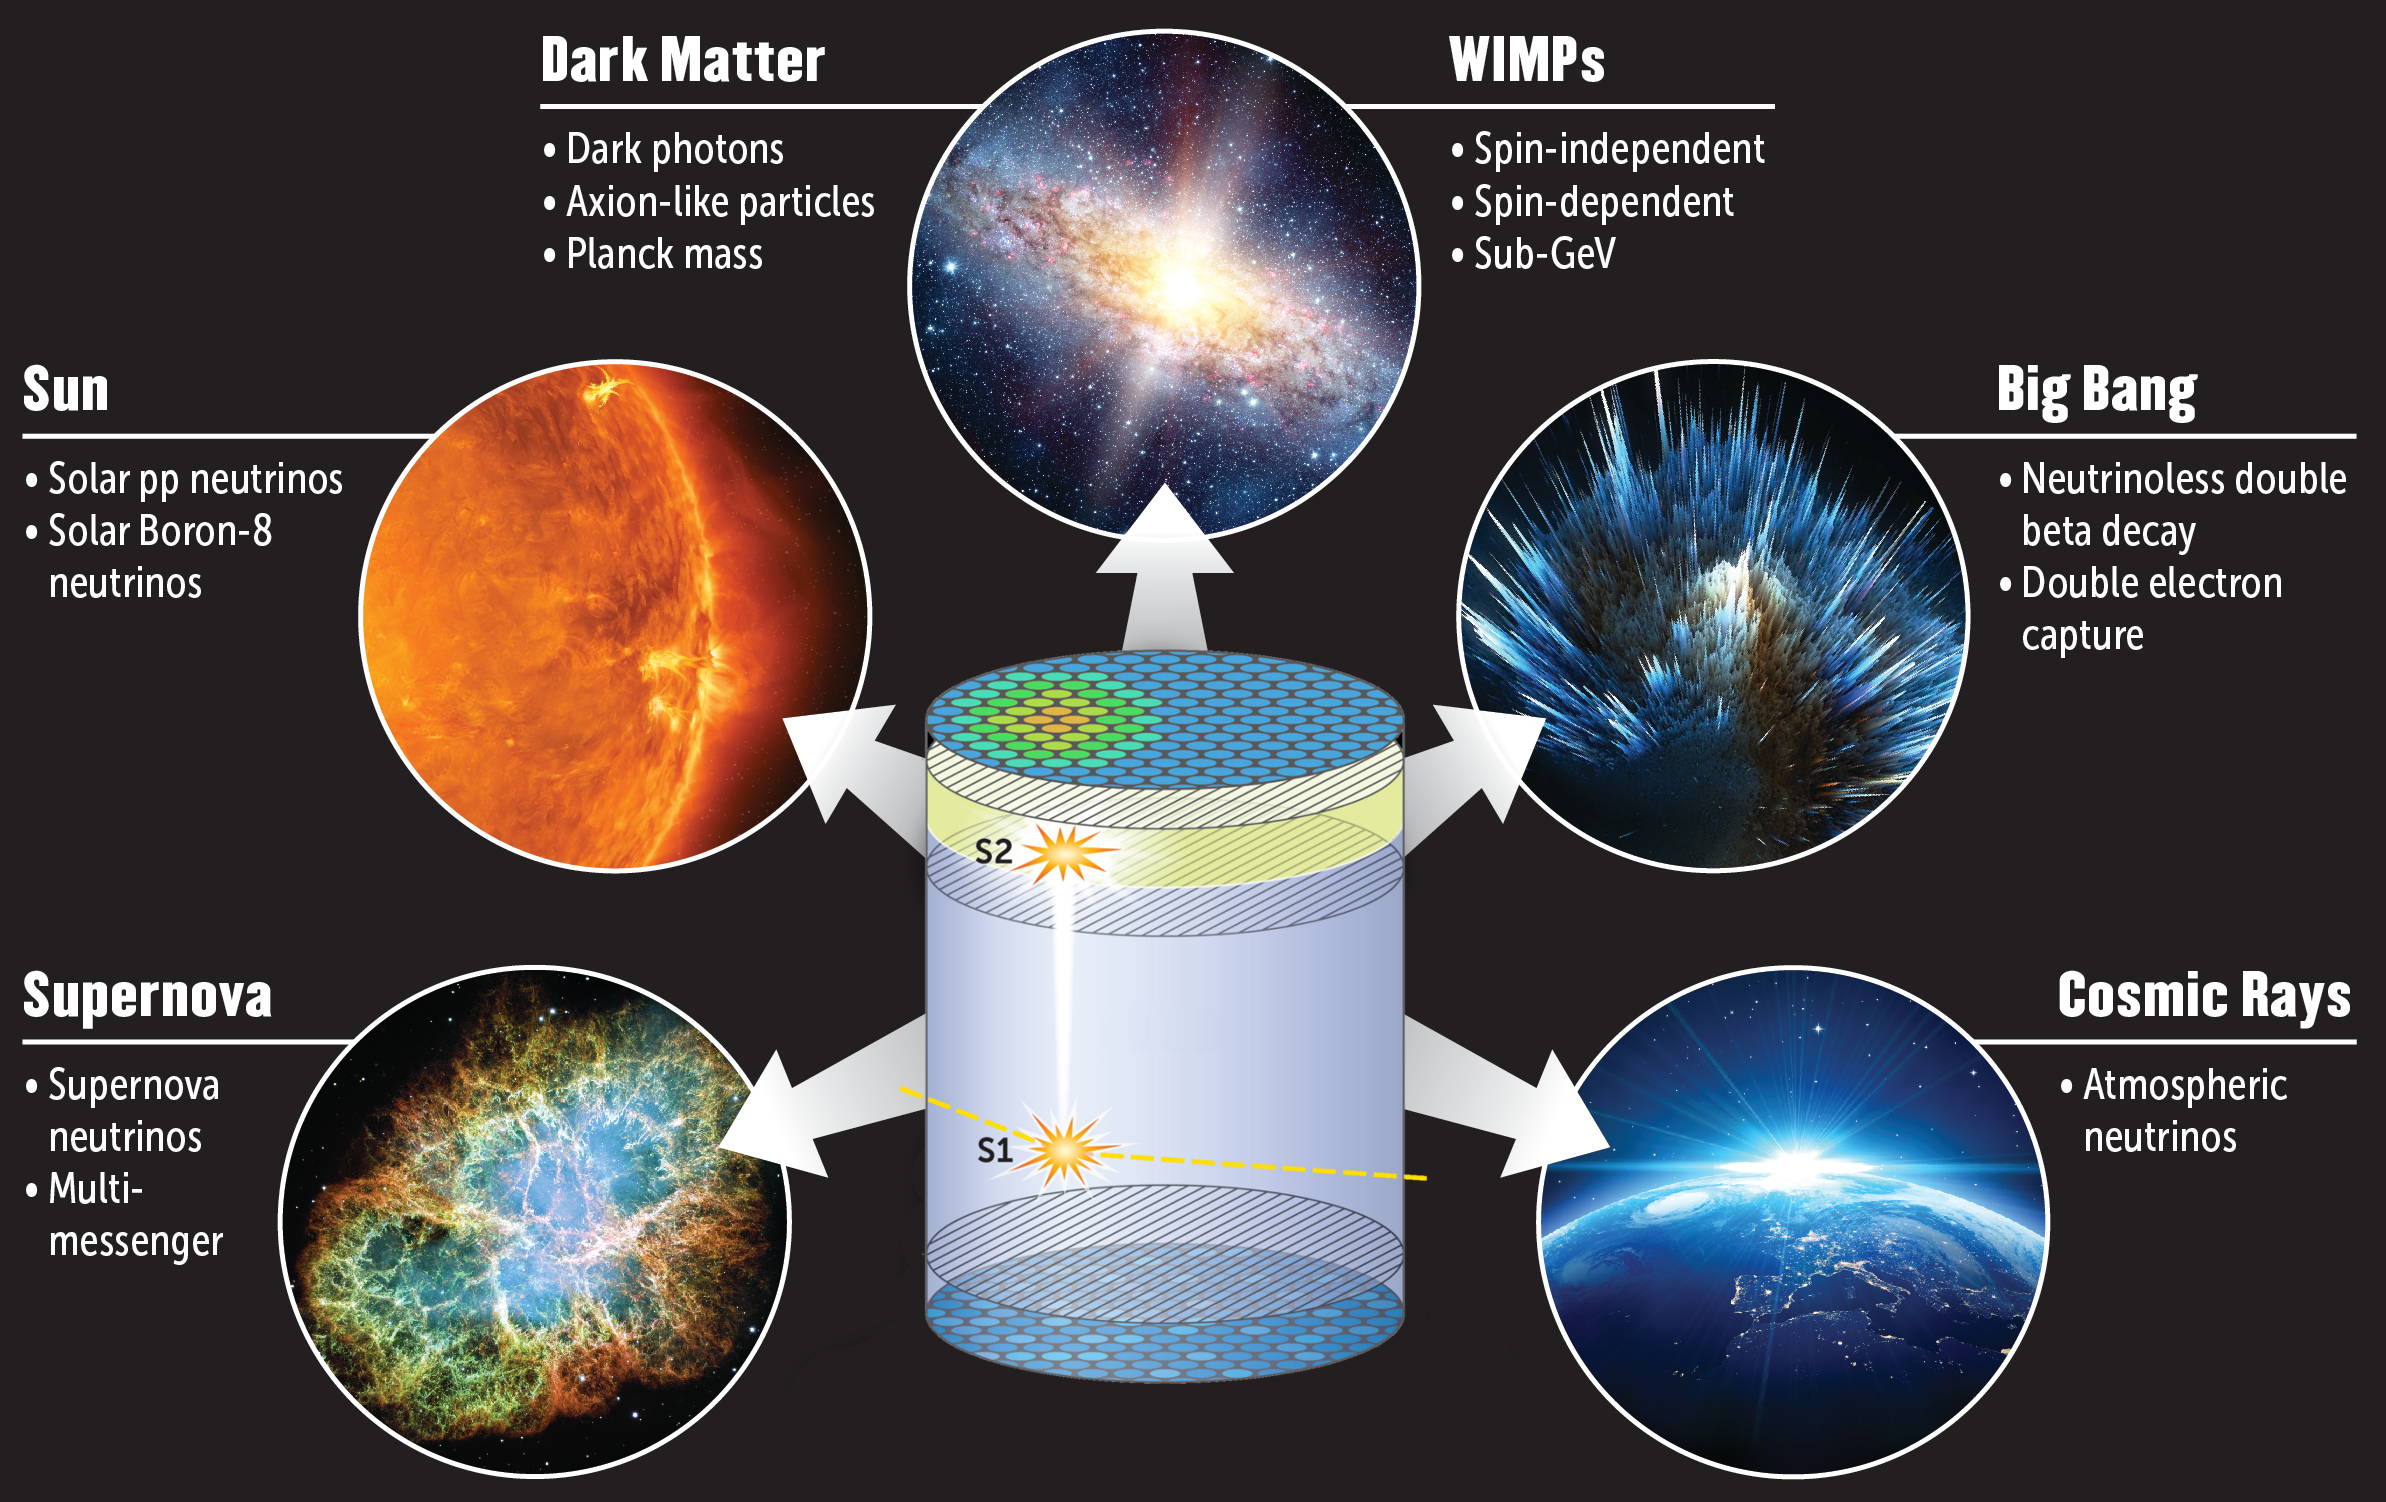 Dark Matter
• Dark photons
• Axion-like particles
• Planck mass
WIMPs
• Spin-independent
• Spin-dependent
• Sub-GeV
Sun
• Solar pp neutrinos
• Solar Boron-8
neutrinos
Big Bang
• Neutrinoless double
beta decay
• Double electron
capture
Supernova
• Supernova
neutrinos
• Multi-
messenger
Cosmic Rays
• Atmospheric
neutrinos
S2
S1